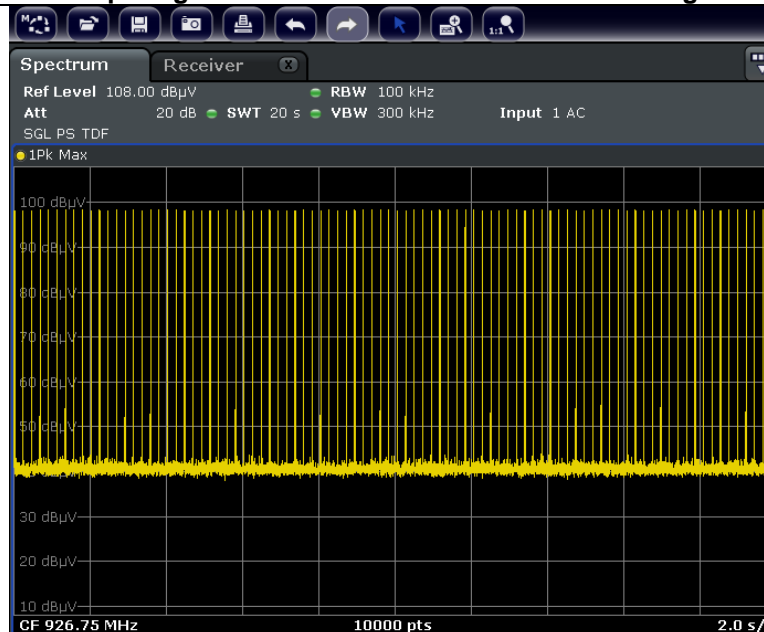 1:1
Spectrum Receiver
Ref Level 108.00 dBµV RBW 100 kHz
Att 20 dB SWT 20 s VBW 300 kHz Input 1 AC
SGL PS TDF
1Pk Max
100 dBµV
90 dBµV
80 dBµV
70 dBµV
60 dBµV
50 dBµV
30 dBµV
20 dBµV
10 dBµV
CF 926.75 MHz 10000 pts 2.0 s/